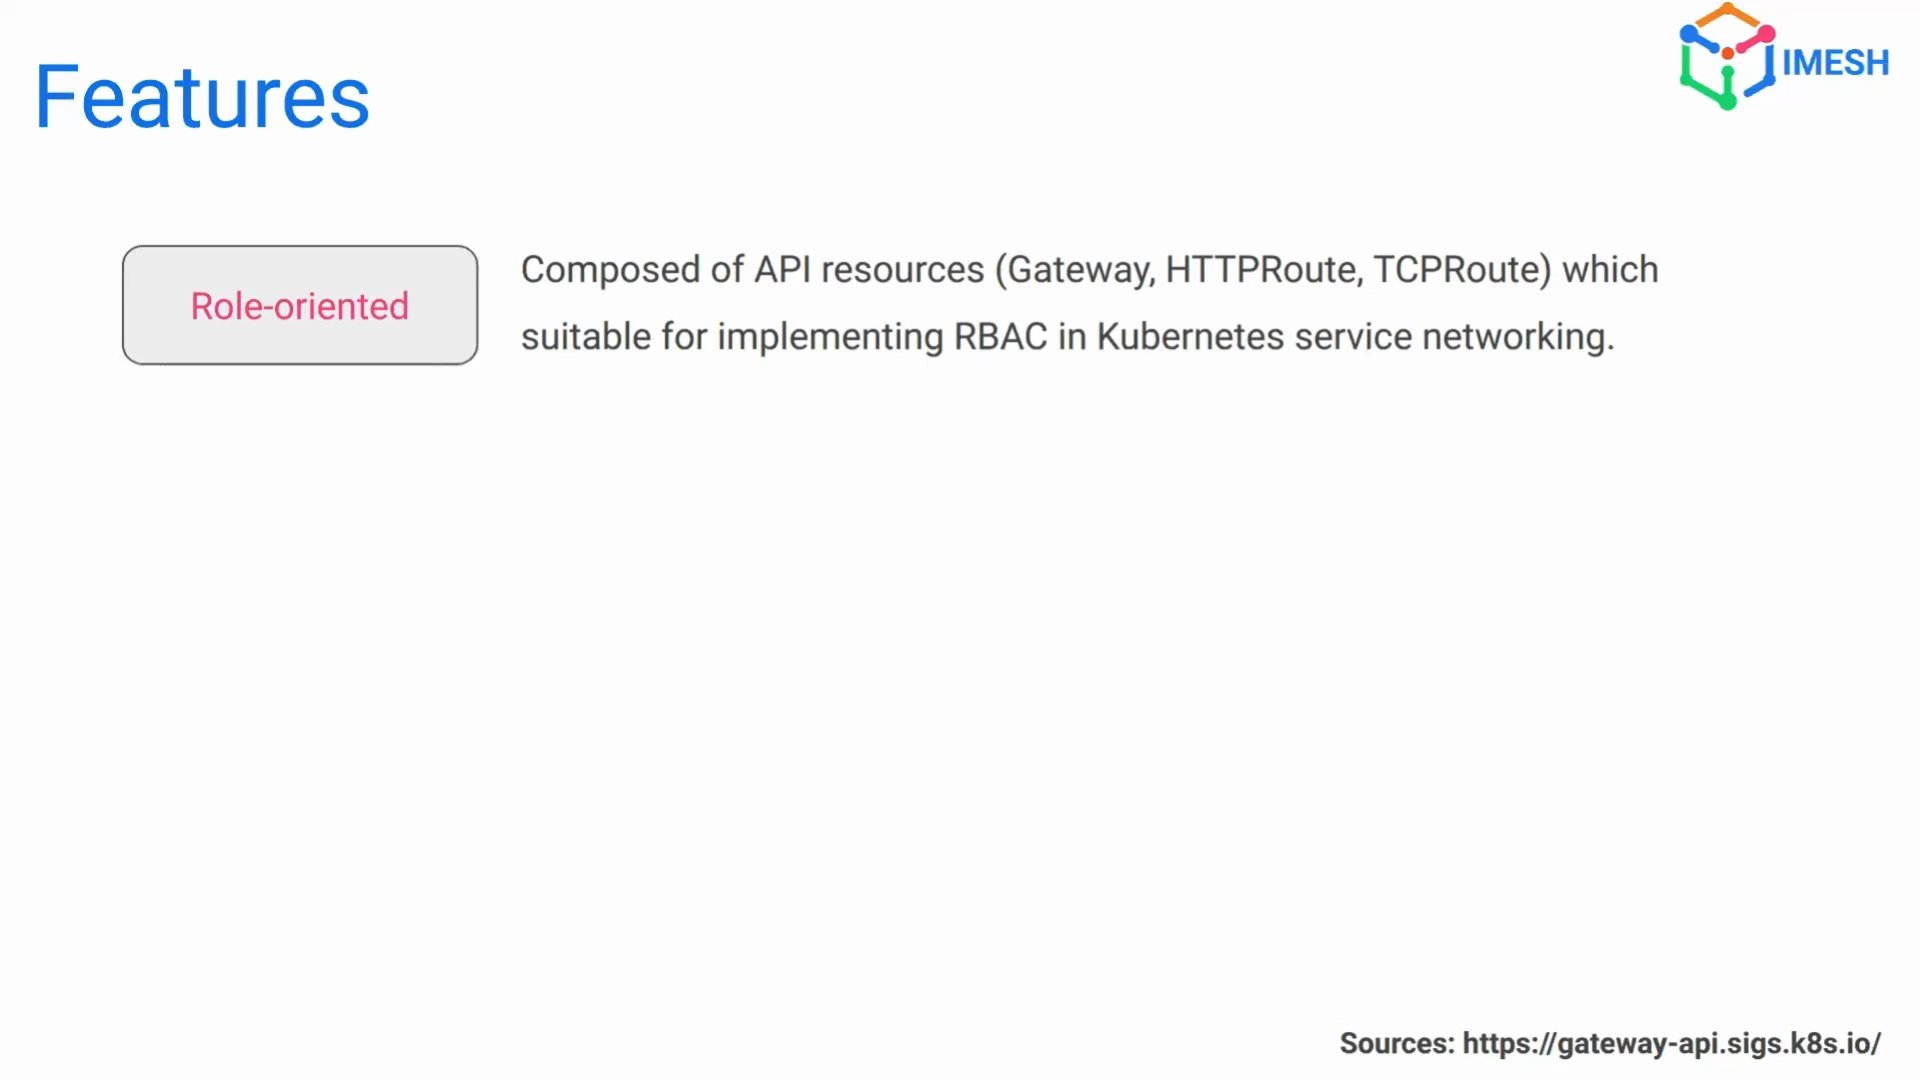 IMESH
Features
Role-oriented
Composed of API resources (Gateway, HTTPRoute, TCPRoute) which
suitable for implementing RBAC in Kubernetes service networking.
Sources: https://gateway-api.sigs.k8s.io/